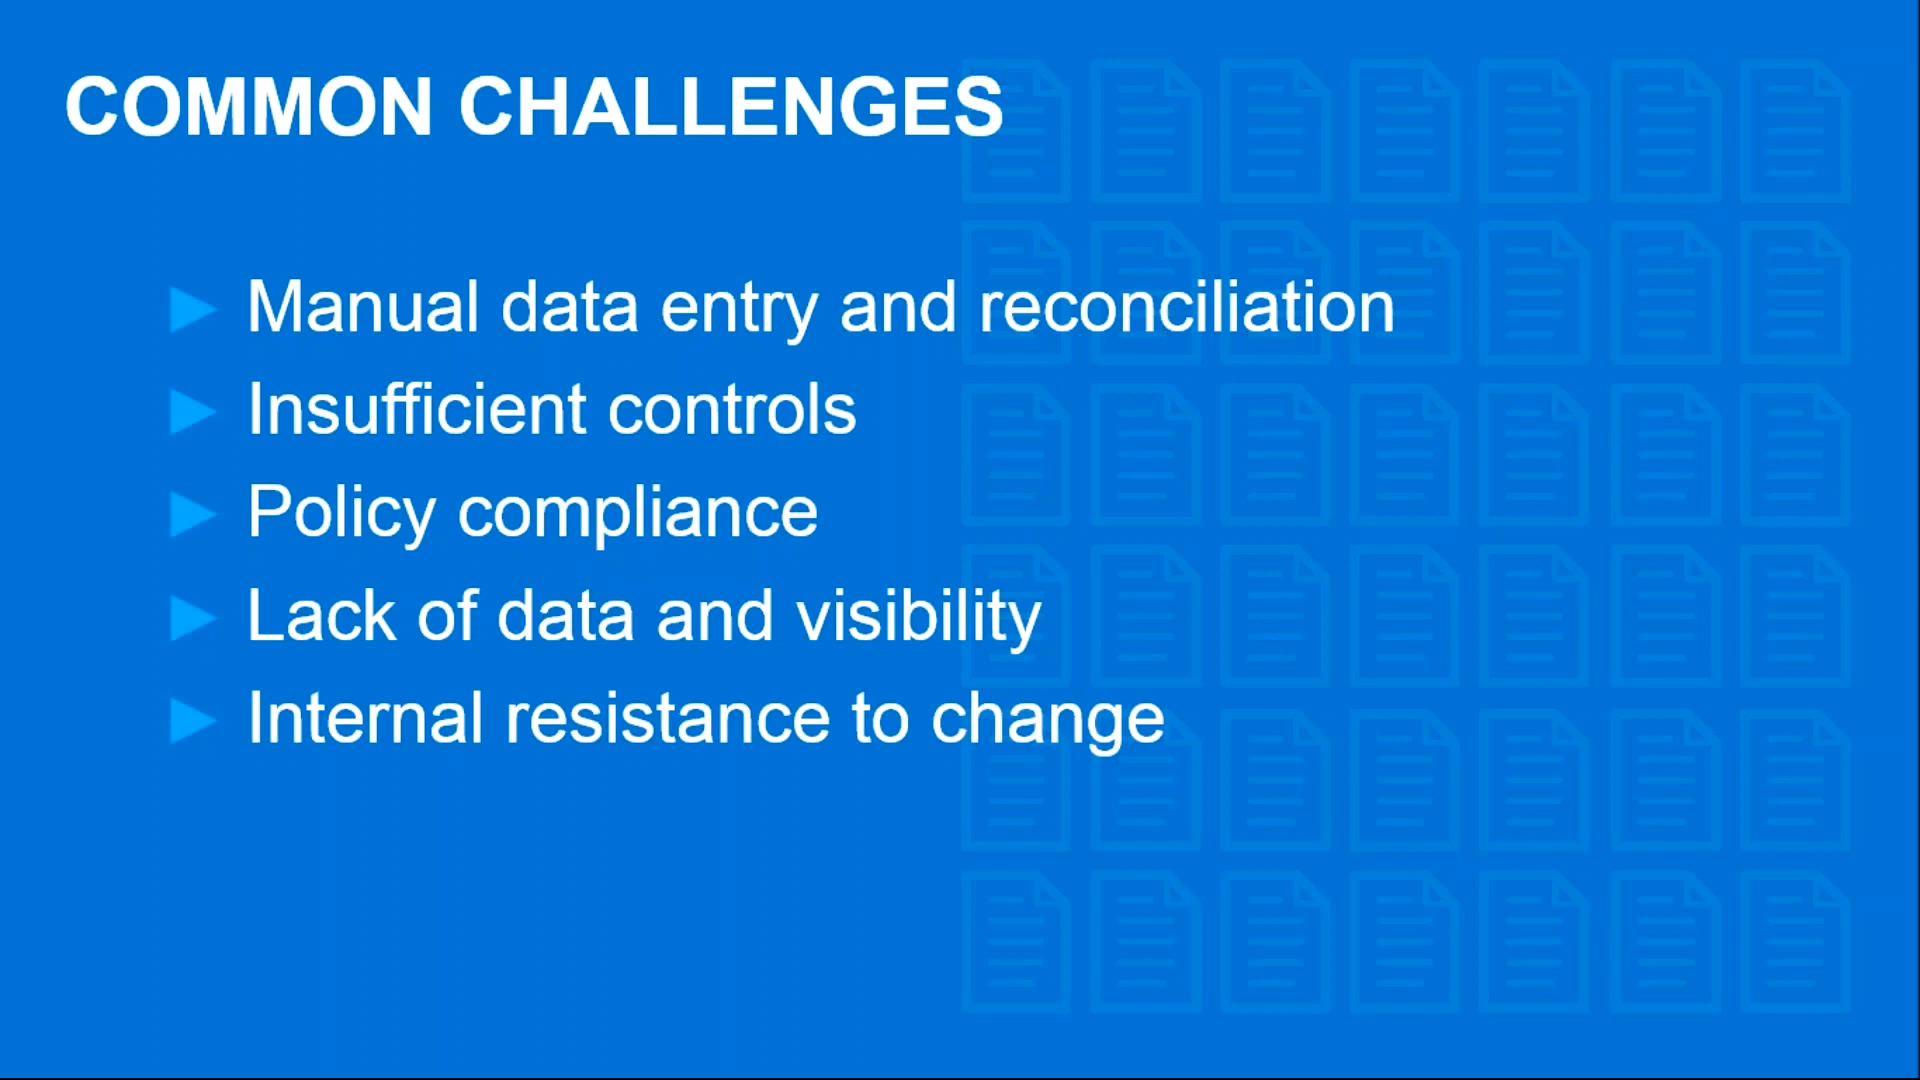 COMMON CHALLENGES
Manual data entry and reconciliation
Insufficient controls
Policy compliance
Lack of data and visibility
Internal resistance to change